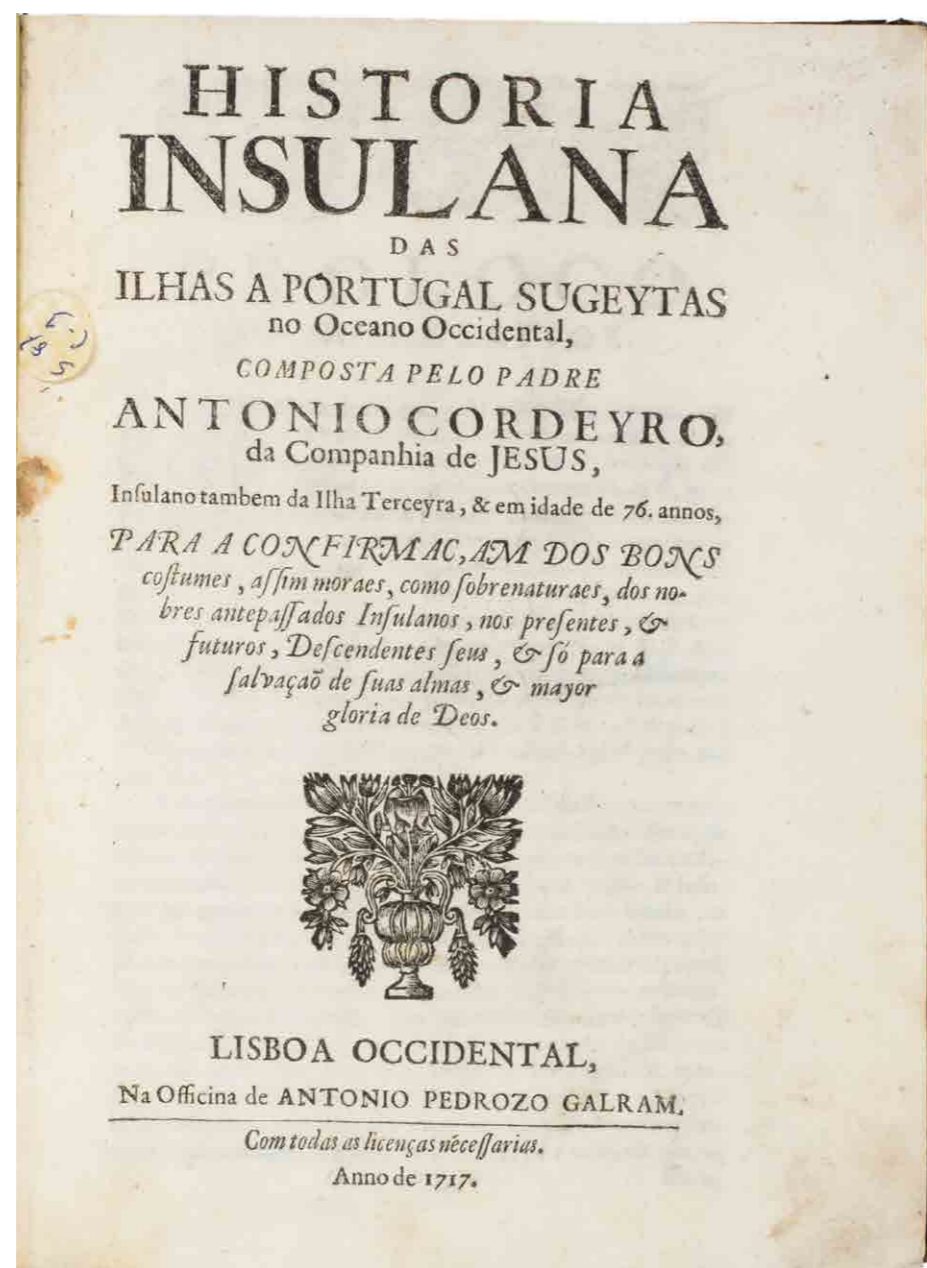 HISTORIA
INSULANA
DAS
ILHAS A PORTUGAL SUGEYTAS
no Oceano Occidental,
COMPOSTA PELO PADRE
ANTONIO CORDEYRO,
da Companhia de JESUS,
Inſulano tambem da Ilha Terceyra, & em idade de 76. annos,
PARA A CONFIRMAC,AM DOS BONS
coſtumes, aſſim moraes, como ſobrenaturaes, dos no-
bres antepaſſados Inſulanos, nos preſentes, &
futuros, Deſcendentes ſeus, & ſó para a
ſalvaçaõ de ſuas almas, & mayor
gloria de Deos.
LISBOA OCCIDENTAL,
Na Officina de ANTONIO PEDROZO GALRAM.
Com todas as licenças neceſſarias.
Anno de 1717.